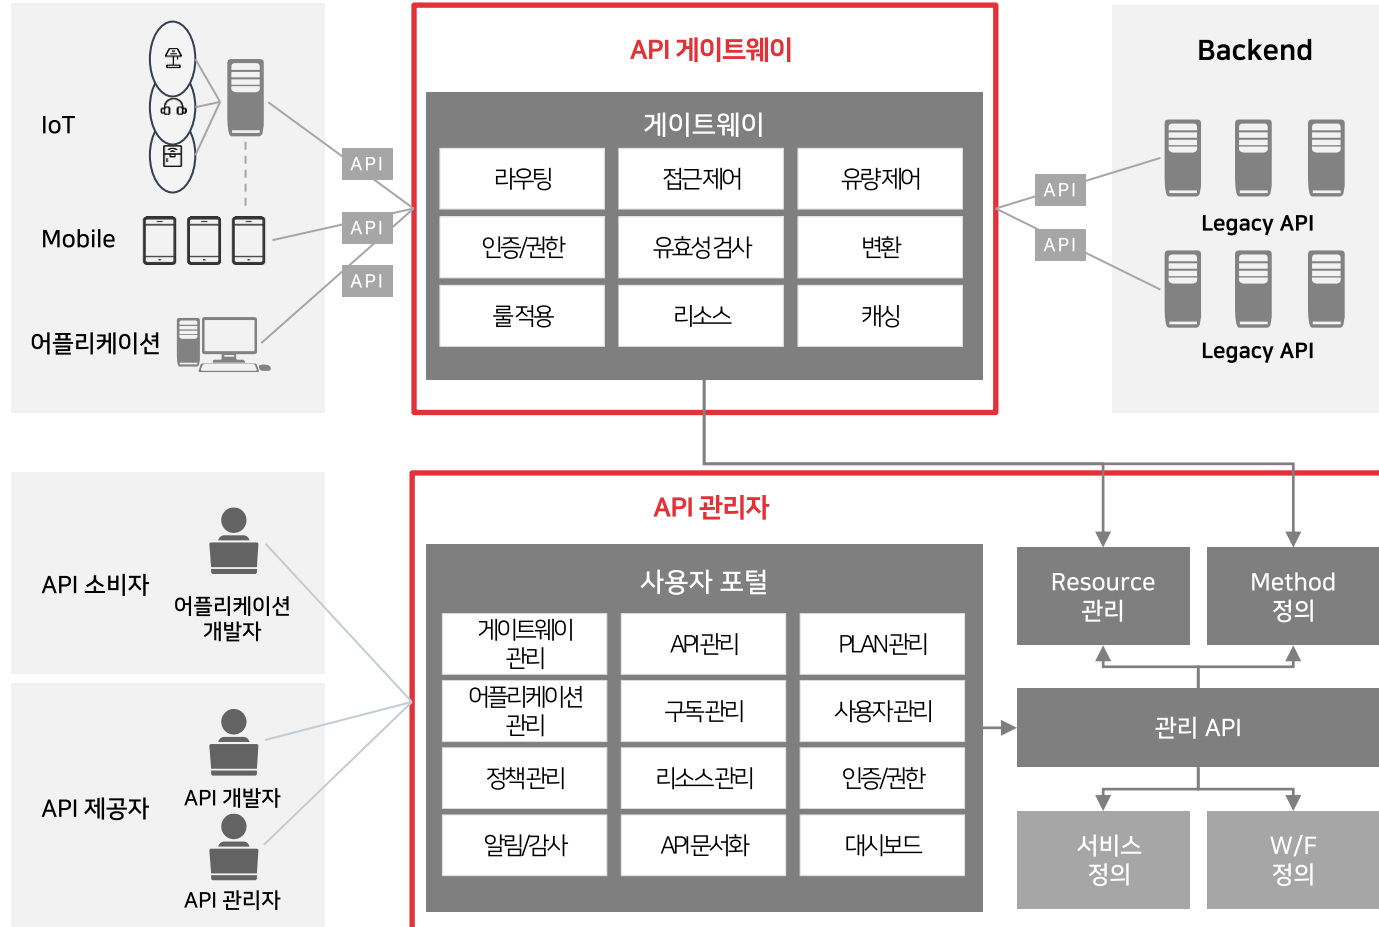 IoT
Mobile
어플리케이션
API
API
API
API 게이트웨이
게이트웨이
라우팅
접근제어
유량제어
인증/권한
유효성 검사
변환
룰 적용
리소스
캐싱
API
API
Backend
Legacy API
Legacy API
API 소비자
어플리케이션
개발자
API 제공자
API 개발자
API 관리자
API 관리자
사용자 포털
게이트웨이
관리
API관리
PLAN관리
어플리케이션
관리
구독관리
사용자관리
정책관리
리소스관리
인증/권한
알림/감사
API문서화
대시보드
Resource
관리
Method
정의
관리 API
서비스
정의
W/F
정의